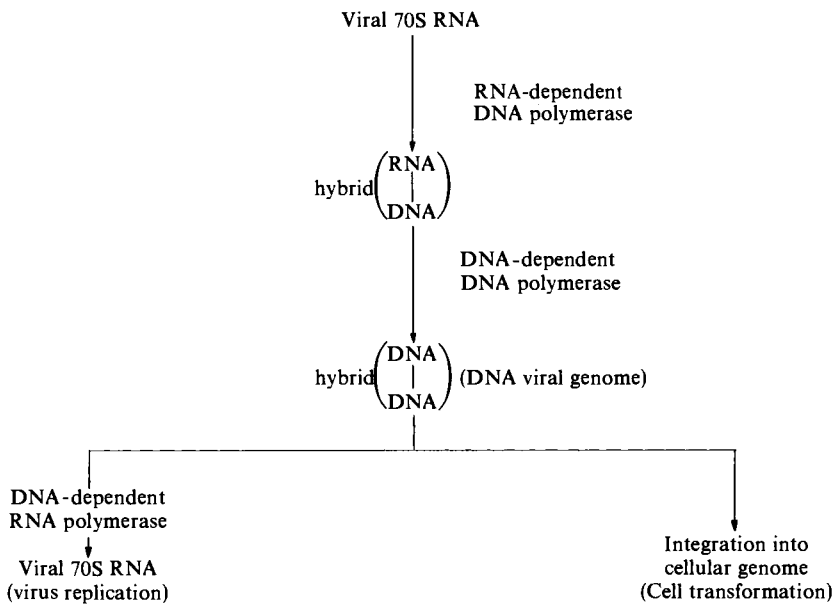 Viral 70S RNA
RNA-dependent
DNA polymerase
hybrid (RNA
DNA)
DNA-dependent
DNA polymerase
hybrid (DNA
DNA) (DNA viral genome)
DNA-dependent
RNA polymerase
Viral 70S RNA
(virus replication)
Integration into
cellular genome
(Cell transformation)